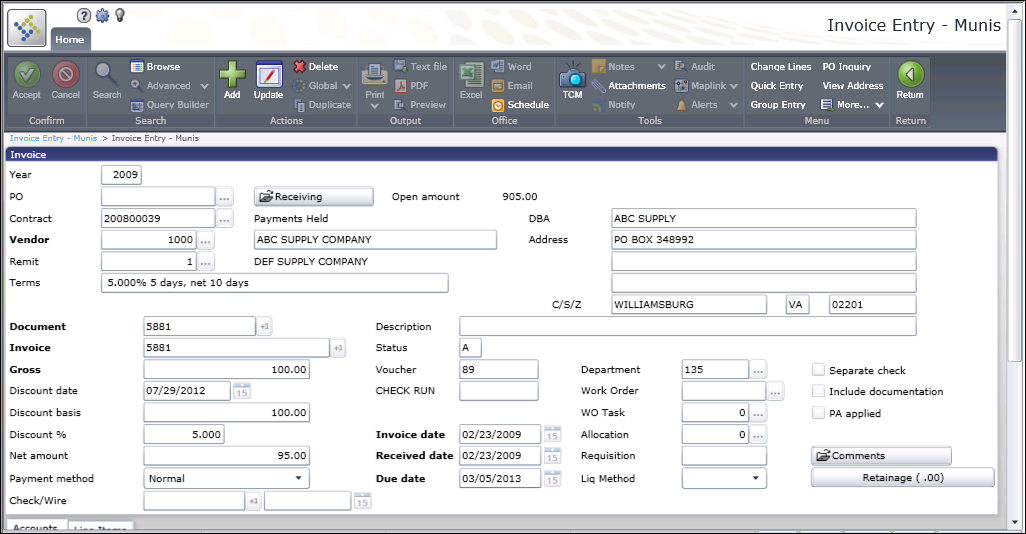 Invoice Entry - Munis
Home
Accept Cancel Search Browse Advanced Query Builder Add Update Delete Global Duplicate Print Text file PDF Preview Excel Word Email Schedule TCM Notes Attachments Notify Audit Maplink Alerts Change Lines Quick Entry Group Entry PO Inquiry View Address More... Return
Confirm Search Actions Output Office Tools Menu Return
Invoice Entry - Munis > Invoice Entry - Munis
Invoice
Year 2009
PO ... Receiving Open amount 905.00
Contract 200800039 ... Payments Held DBA ABC SUPPLY
Vendor 1000 ... ABC SUPPLY COMPANY Address PO BOX 348992
Remit 1 ... DEF SUPPLY COMPANY
Terms 5.000% 5 days, net 10 days
C/S/Z WILLIAMSBURG VA 02201
Document 5881 +1 Description
Invoice 5881 +1 Status A
Gross 100.00 Voucher 89 Department 135 ... Separate check
Discount date 07/29/2012 15 CHECK RUN Work Order ... Include documentation
Discount basis 100.00 WO Task 0 ... PA applied
Discount % 5.000 Invoice date 02/23/2009 15 Allocation 0 ...
Net amount 95.00 Received date 02/23/2009 15 Requisition Comments
Payment method Normal Due date 03/05/2013 15 Liq Method Retainage ( .00)
Check/Wire +1 15
Accounts Line Items